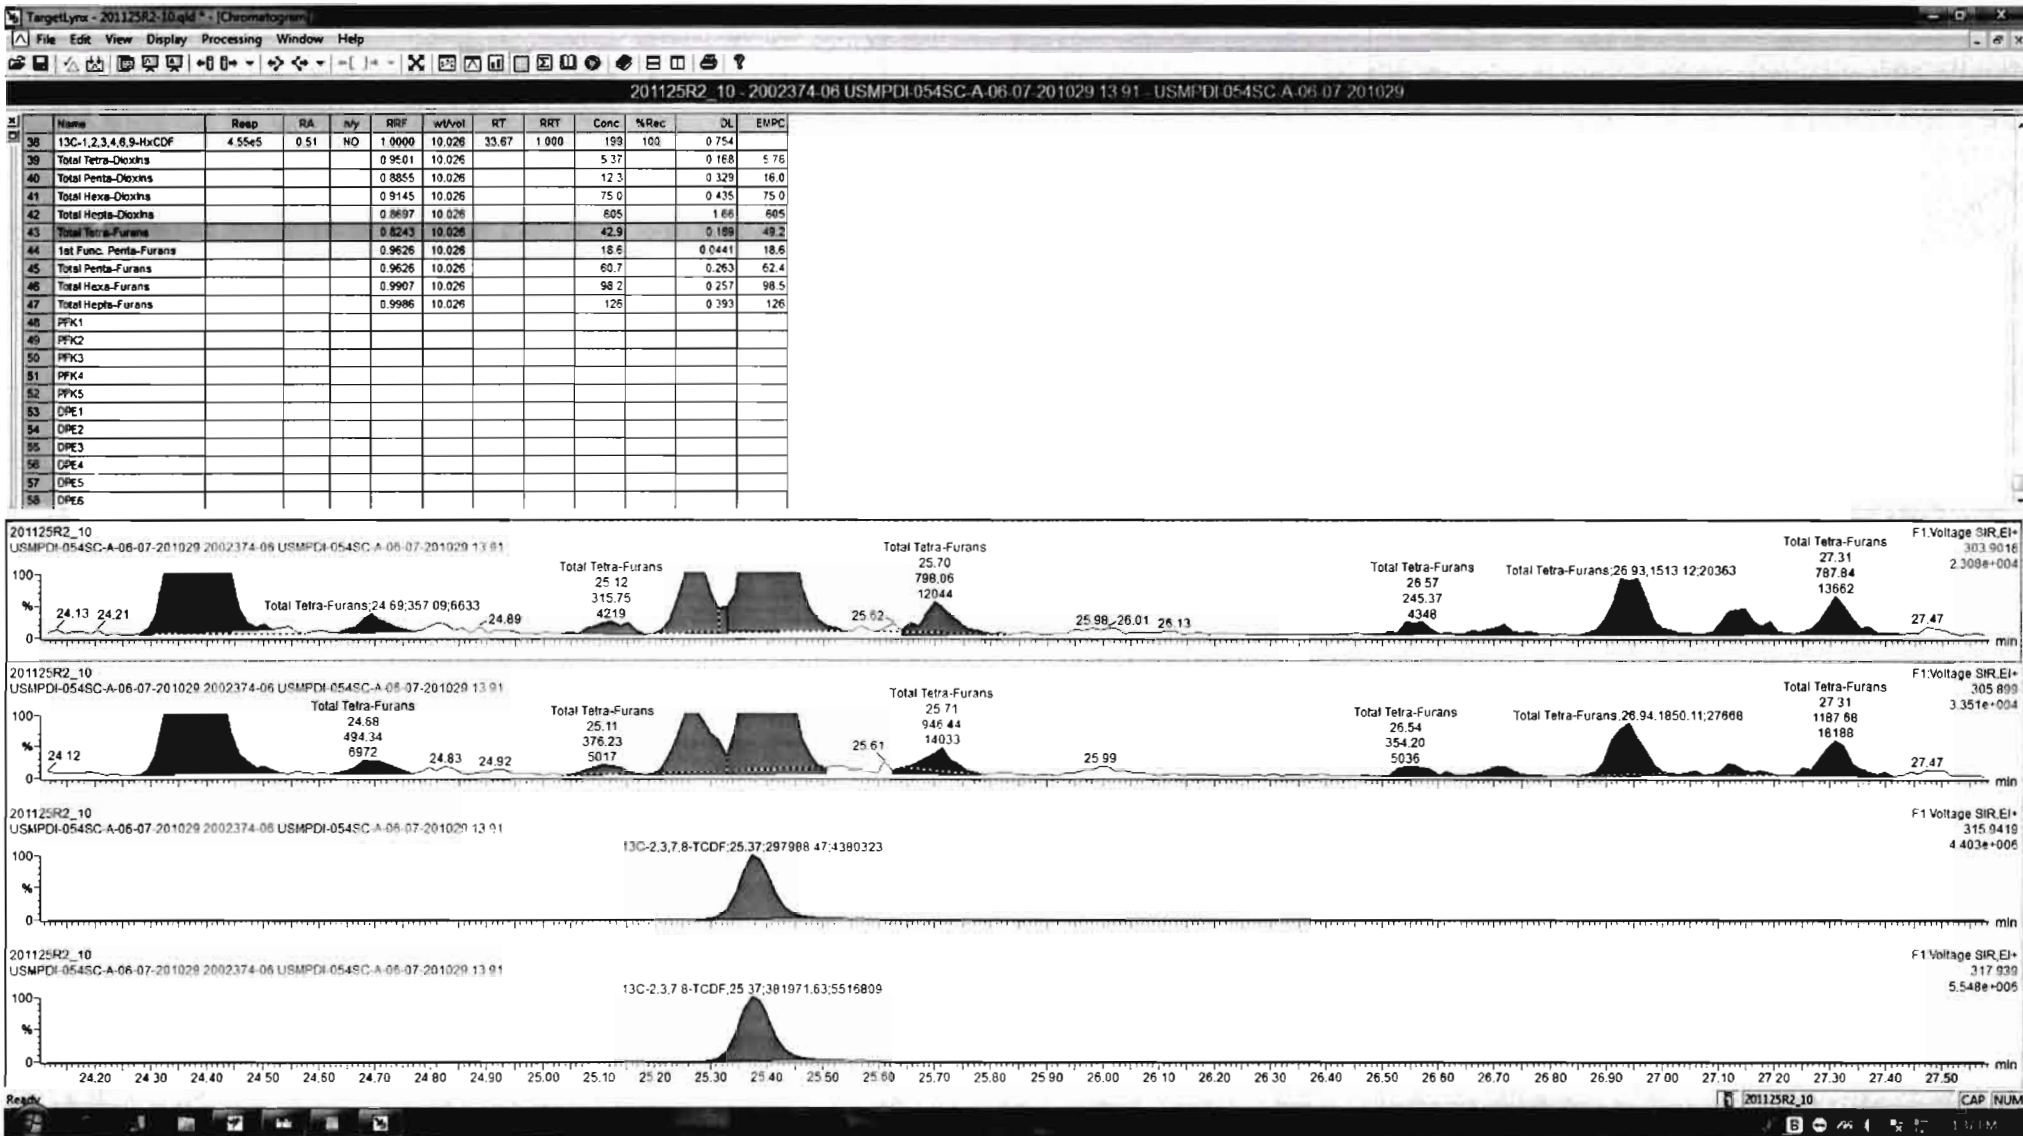 TargetLynx - 201125R2-10.qld * - [Chromatogram]
File Edit View Display Processing Window Help
201125R2_10 - 2002374-06 USMPDI-054SC-A-06-07-201029 13.91 - USMPDI-054SC-A-06-07-201029
Name Resp RA n/y RRF wt/vol RT RRT Conc %Rec DL EMPC
38 13C-1,2,3,4,6,9-HxCDF 4.55e5 0.51 NO 1.0000 10.026 33.67 1.000 199 100 0.754
39 Total Tetra-Dioxins 0.9501 10.026 5.37 0.168 5.76
40 Total Penta-Dioxins 0.8855 10.026 12.3 0.329 16.0
41 Total Hexa-Dioxins 0.9145 10.026 75.0 0.435 75.0
42 Total Hepta-Dioxins 0.8697 10.026 605 1.66 605
43 Total Tetra-Furans 0.8243 10.026 42.9 0.169 49.2
44 1st Func. Penta-Furans 0.9626 10.026 18.6 0.0441 18.6
45 Total Penta-Furans 0.9626 10.026 60.7 0.263 62.4
46 Total Hexa-Furans 0.9907 10.026 98.2 0.257 98.5
47 Total Hepta-Furans 0.9986 10.026 126 0.393 126
48 PFK1
49 PFK2
50 PFK3
51 PFK4
52 PFK5
53 DPE1
54 DPE2
55 DPE3
56 DPE4
57 DPE5
58 DPE6
201125R2_10
USMPDI-054SC-A-06-07-201029 2002374-06 USMPDI-054SC-A-06-07-201029 13.91
F1:Voltage SIR,EI+
303.9016
2.308e+004
Total Tetra-Furans
25.12
315.75
4219
Total Tetra-Furans
25.70
798.06
12044
Total Tetra-Furans
26.57
245.37
4348
Total Tetra-Furans
27.31
787.84
13662
Total Tetra-Furans;24.69;357.09;6633
Total Tetra-Furans;26.93;1513.12;20363
24.13 24.21 24.89 25.62 25.98 26.01 26.13 27.47
100
%
0
min
201125R2_10
USMPDI-054SC-A-06-07-201029 2002374-06 USMPDI-054SC-A-06-07-201029 13.91
F1:Voltage SIR,EI+
305.899
3.351e+004
Total Tetra-Furans
24.68
494.34
6972
Total Tetra-Furans
25.11
376.23
5017
Total Tetra-Furans
25.71
946.44
14033
Total Tetra-Furans
26.54
354.20
5036
Total Tetra-Furans;26.94;1850.11;27668
Total Tetra-Furans
27.31
1187.68
18188
24.12 24.83 24.92 25.61 25.99 27.47
100
%
0
min
201125R2_10
USMPDI-054SC-A-06-07-201029 2002374-06 USMPDI-054SC-A-06-07-201029 13.91
F1:Voltage SIR,EI+
315.9419
4.403e+006
13C-2,3,7,8-TCDF;25.37;297988.47;4380323
100
%
0
min
201125R2_10
USMPDI-054SC-A-06-07-201029 2002374-06 USMPDI-054SC-A-06-07-201029 13.91
F1:Voltage SIR,EI+
317.939
5.548e+006
13C-2,3,7,8-TCDF;25.37;381971.63;5516809
100
%
0
min
24.20 24.30 24.40 24.50 24.60 24.70 24.80 24.90 25.00 25.10 25.20 25.30 25.40 25.50 25.60 25.70 25.80 25.90 26.00 26.10 26.20 26.30 26.40 26.50 26.60 26.70 26.80 26.90 27.00 27.10 27.20 27.30 27.40 27.50
Ready
201125R2_10 CAP NUM